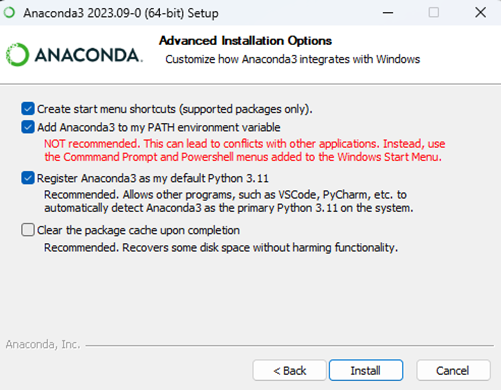 Anaconda3 2023.09-0 (64-bit) Setup
ANACONDA.
Advanced Installation Options
Customize how Anaconda3 integrates with Windows
Create start menu shortcuts (supported packages only).
Add Anaconda3 to my PATH environment variable
NOT recommended. This can lead to conflicts with other applications. Instead, use
the Commmand Prompt and Powershell menus added to the Windows Start Menu.
Register Anaconda3 as my default Python 3.11
Recommended. Allows other programs, such as VSCode, PyCharm, etc. to
automatically detect Anaconda3 as the primary Python 3.11 on the system.
Clear the package cache upon completion
Recommended. Recovers some disk space without harming functionality.
Anaconda, Inc.
< Back
Install
Cancel